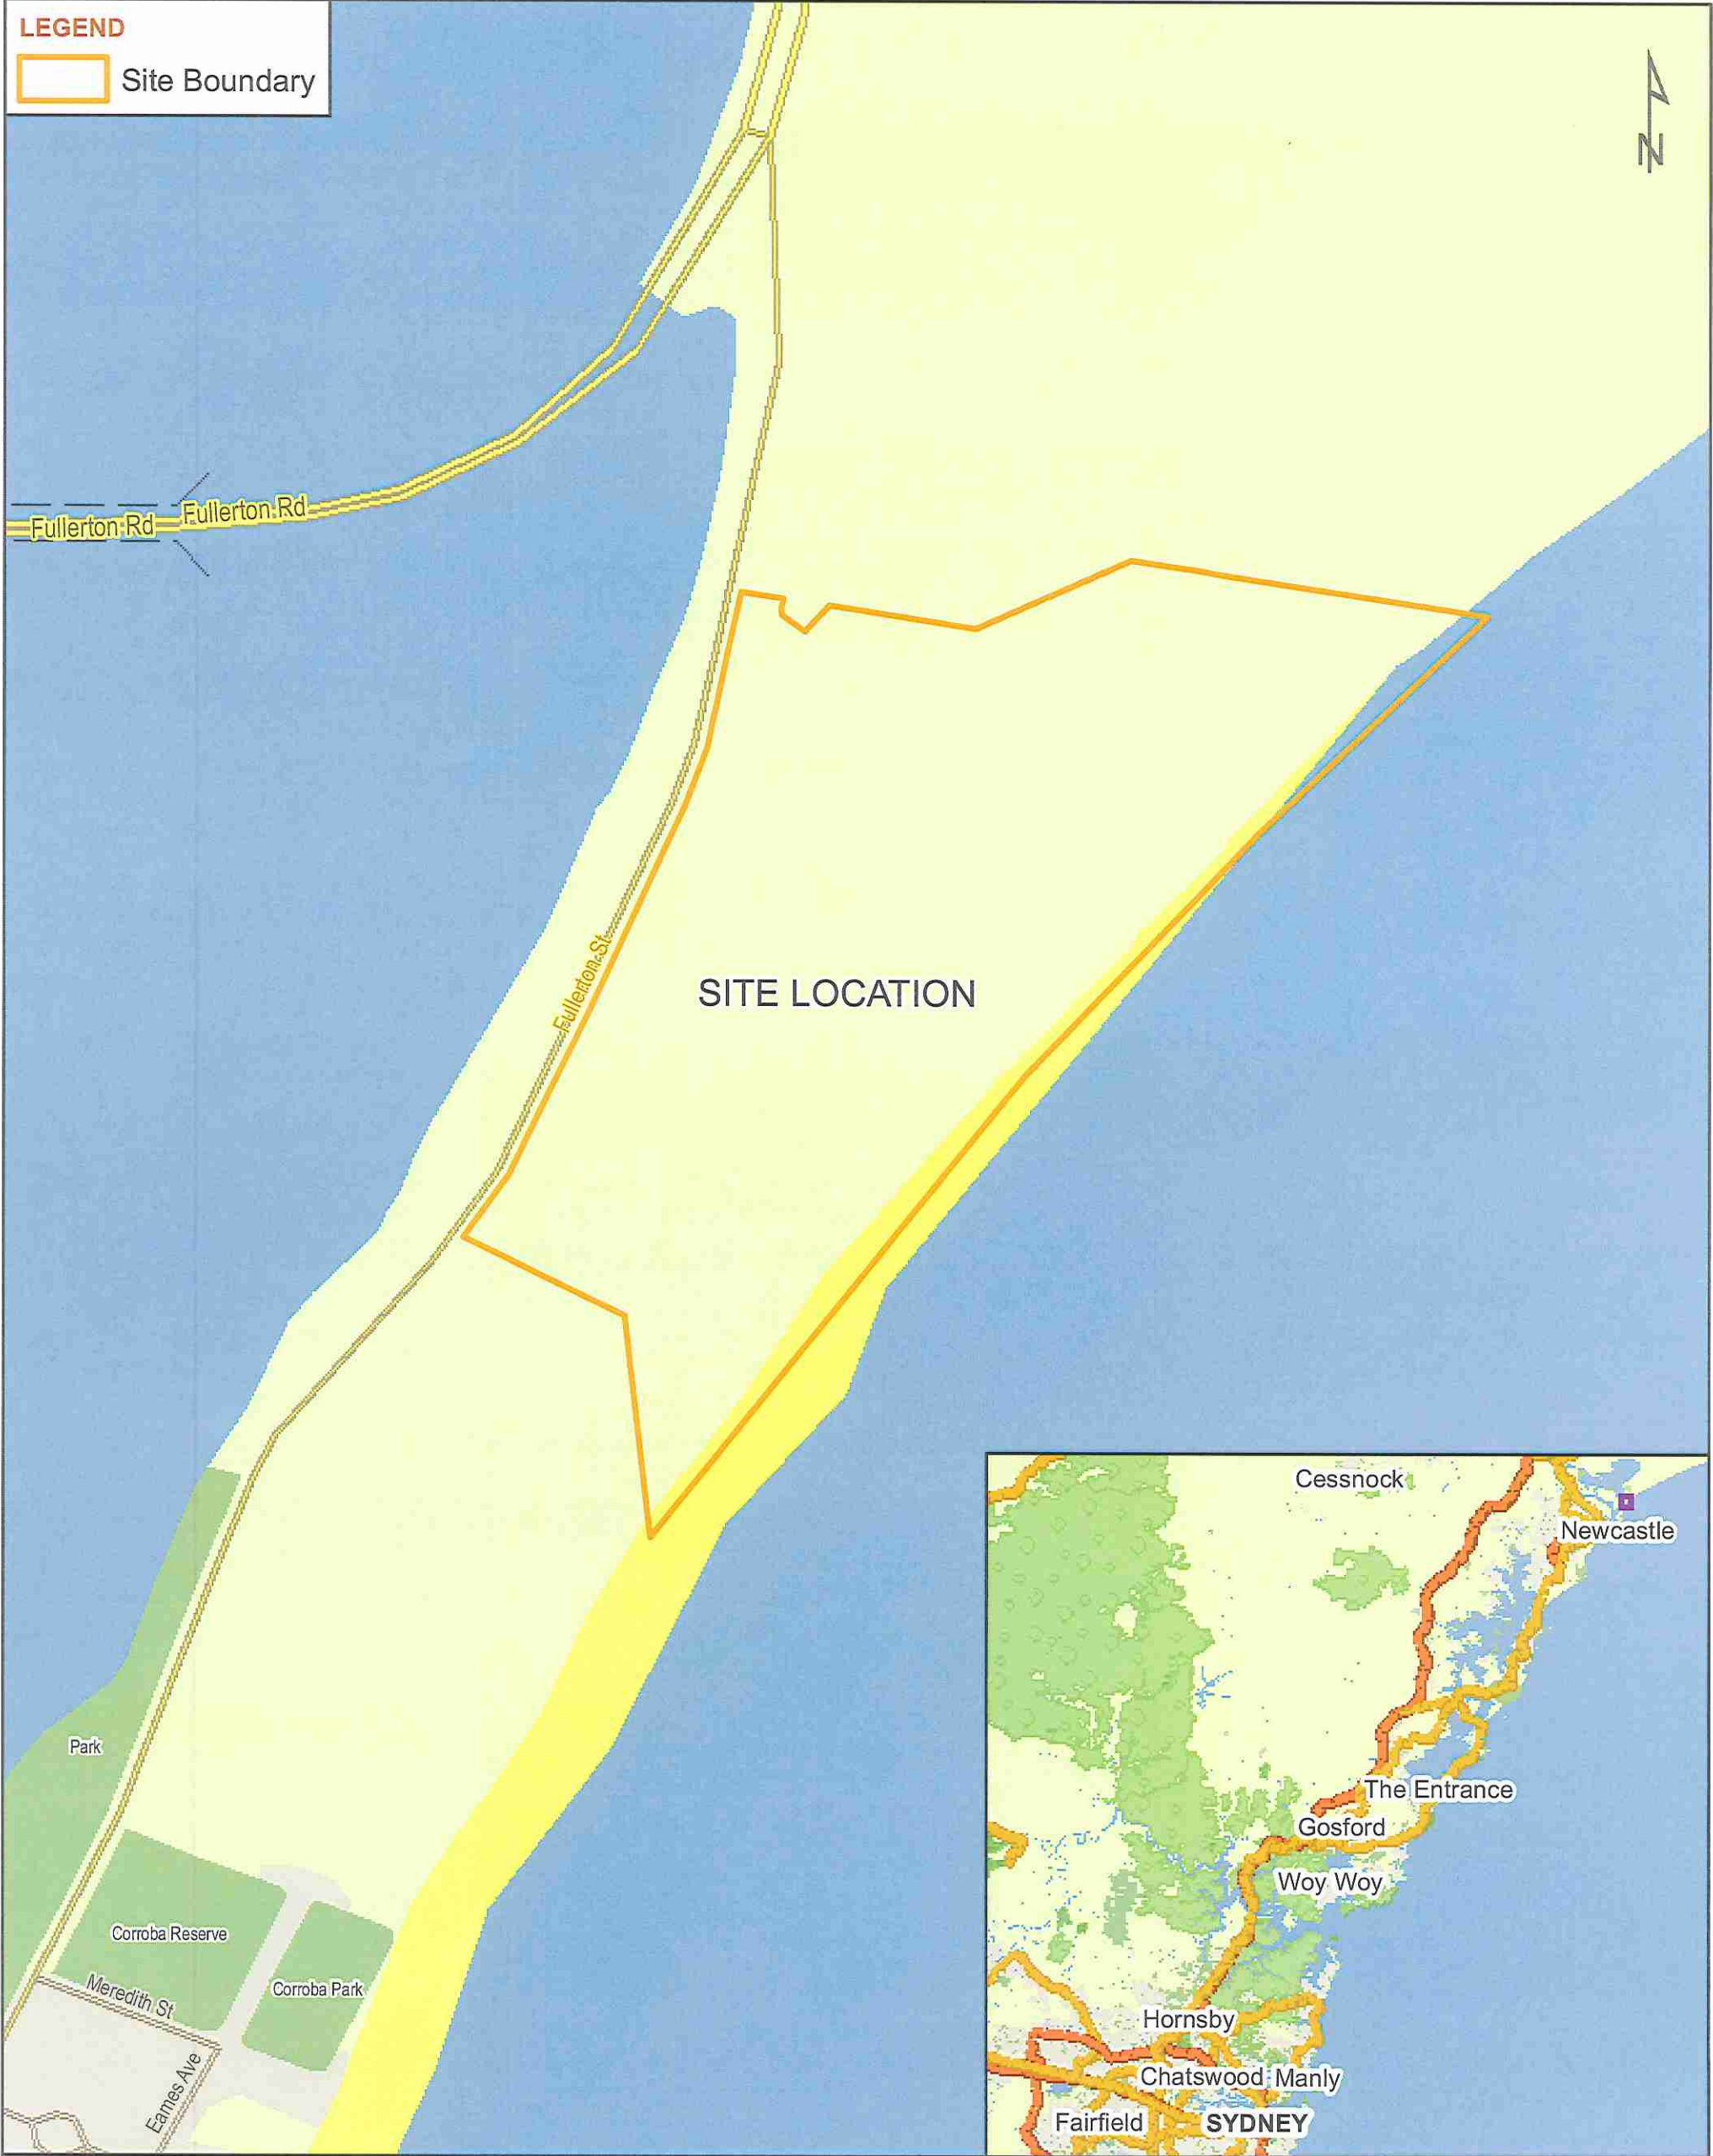 LEGEND
Site Boundary
N
Fullerton Rd
Fullerton Rd
Fullerton St
SITE LOCATION
Park
Corroba Reserve
Corroba Park
Meredith St
Eames Ave
Cessnock
Newcastle
The Entrance
Gosford
Woy Woy
Hornsby
Chatswood
Manly
Fairfield
SYDNEY